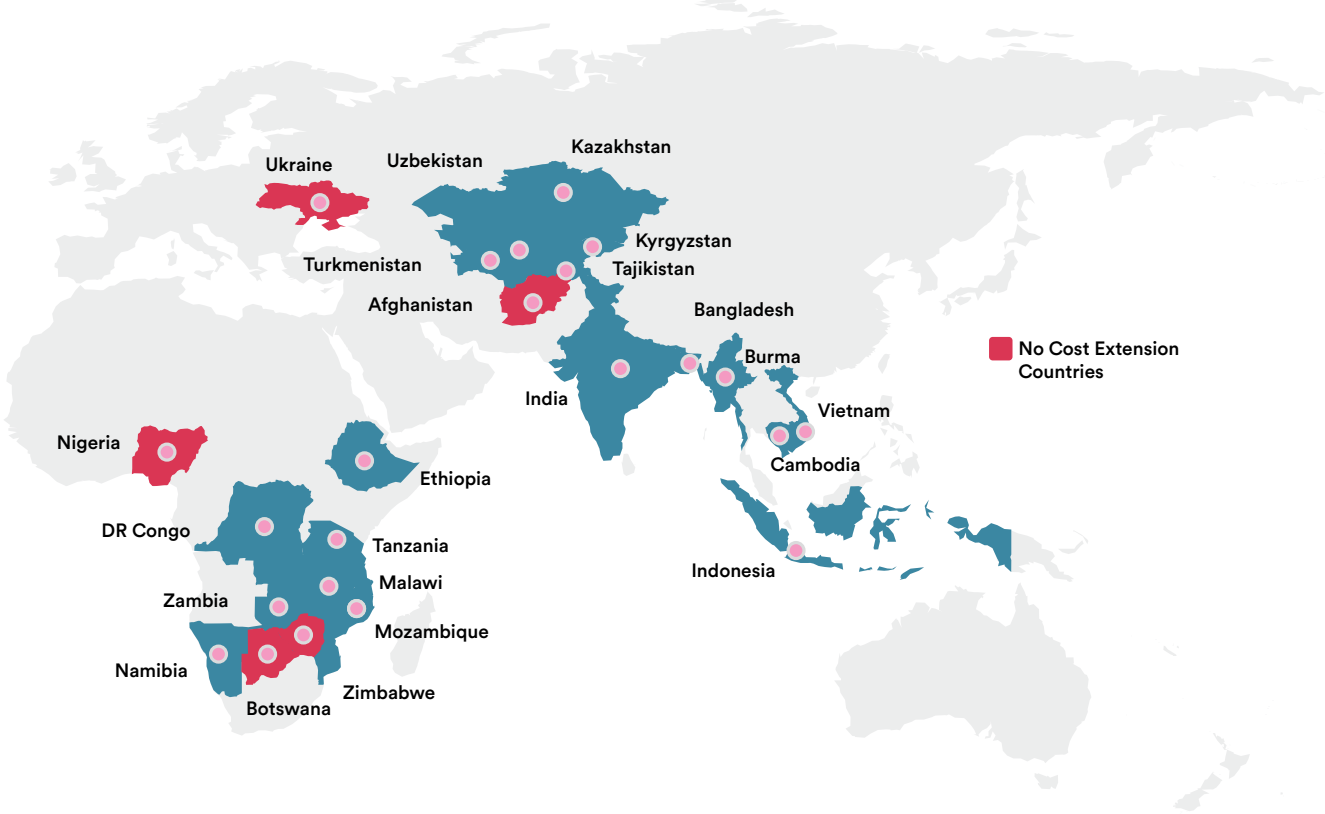 Kazakhstan
Uzbekistan
Ukraine
Kyrgyzstan
Turkmenistan
Tajikistan
Afghanistan
Bangladesh
No Cost Extension
Countries
Burma
India
Vietnam
Nigeria
Cambodia
Ethiopia
DR Congo
Tanzania
Indonesia
Malawi
Zambia
Mozambique
Namibia
Zimbabwe
Botswana